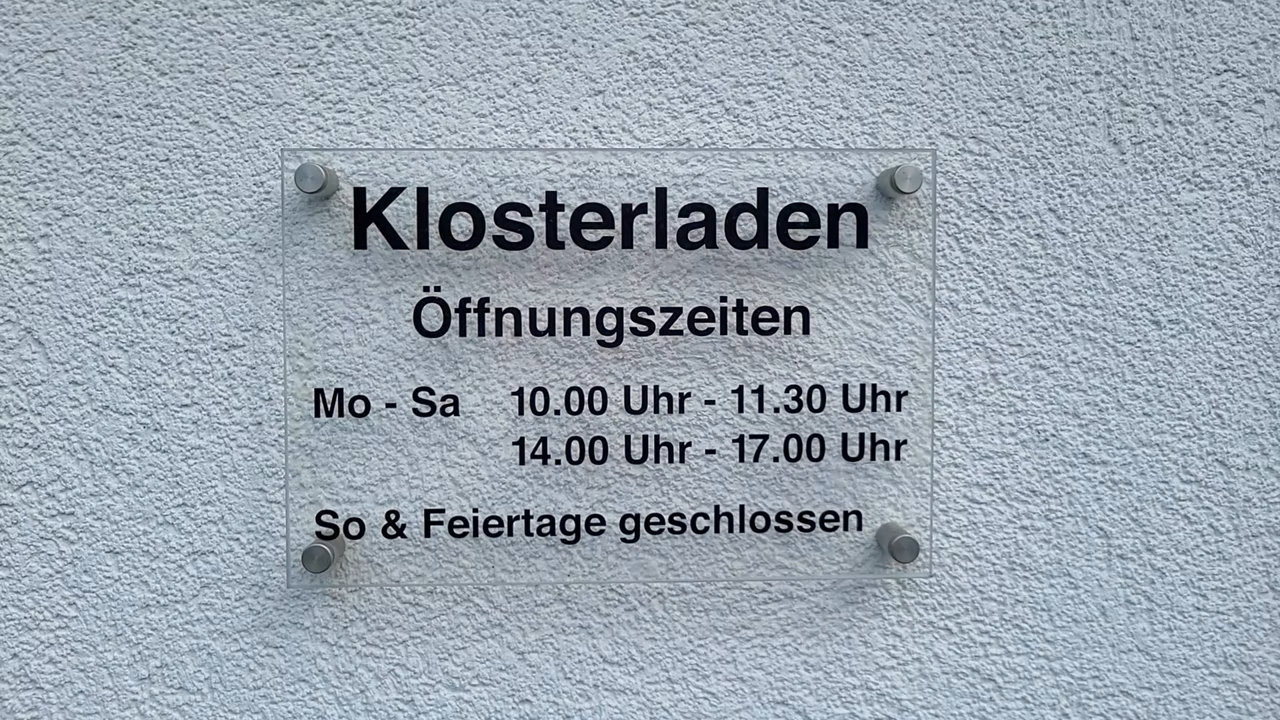 Klosterladen
Öffnungszeiten
Mo - Sa 10.00 Uhr - 11.30 Uhr
14.00 Uhr - 17.00 Uhr
So & Feiertage geschlossen